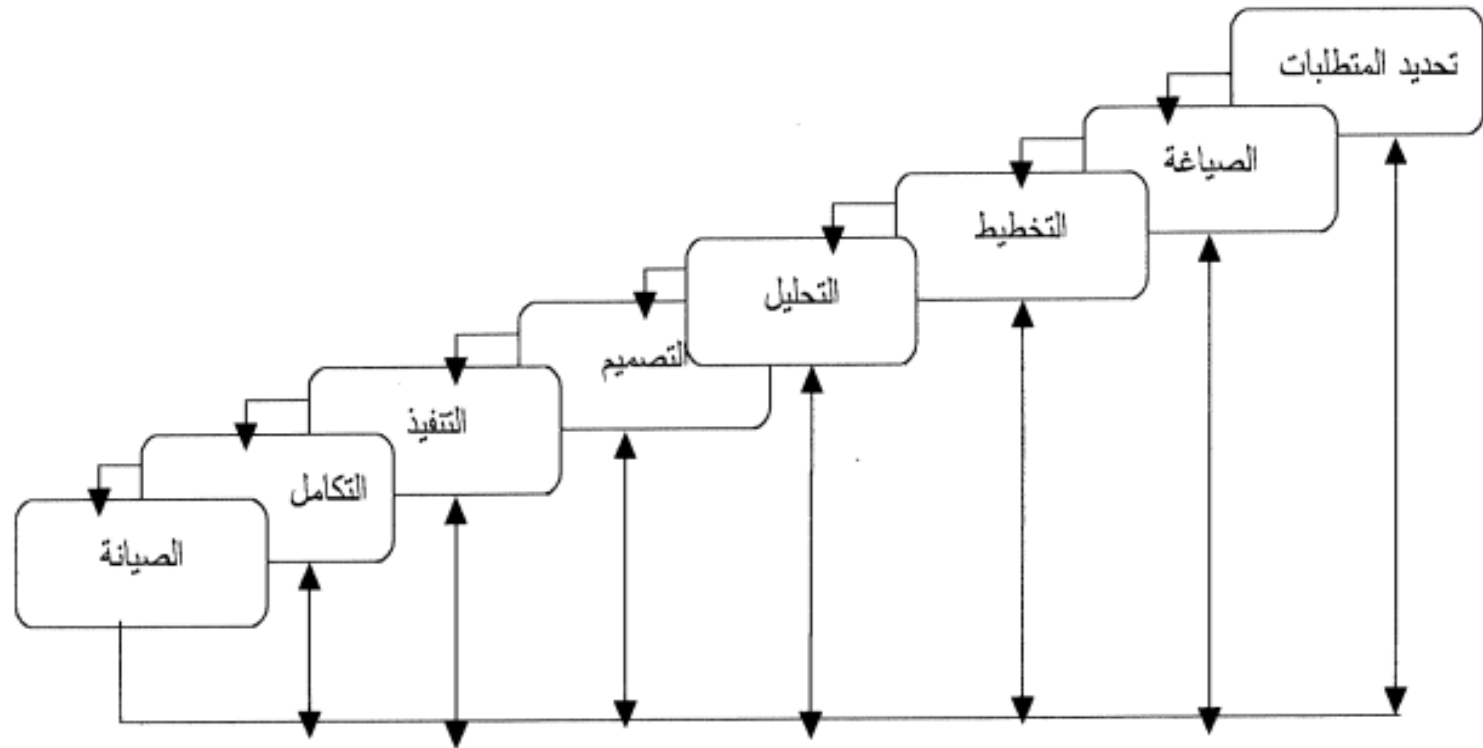 تحديد المتطلبات
الصياغة
التخطيط
التحليل
التصميم
التنفيذ
التكامل
الصيانة